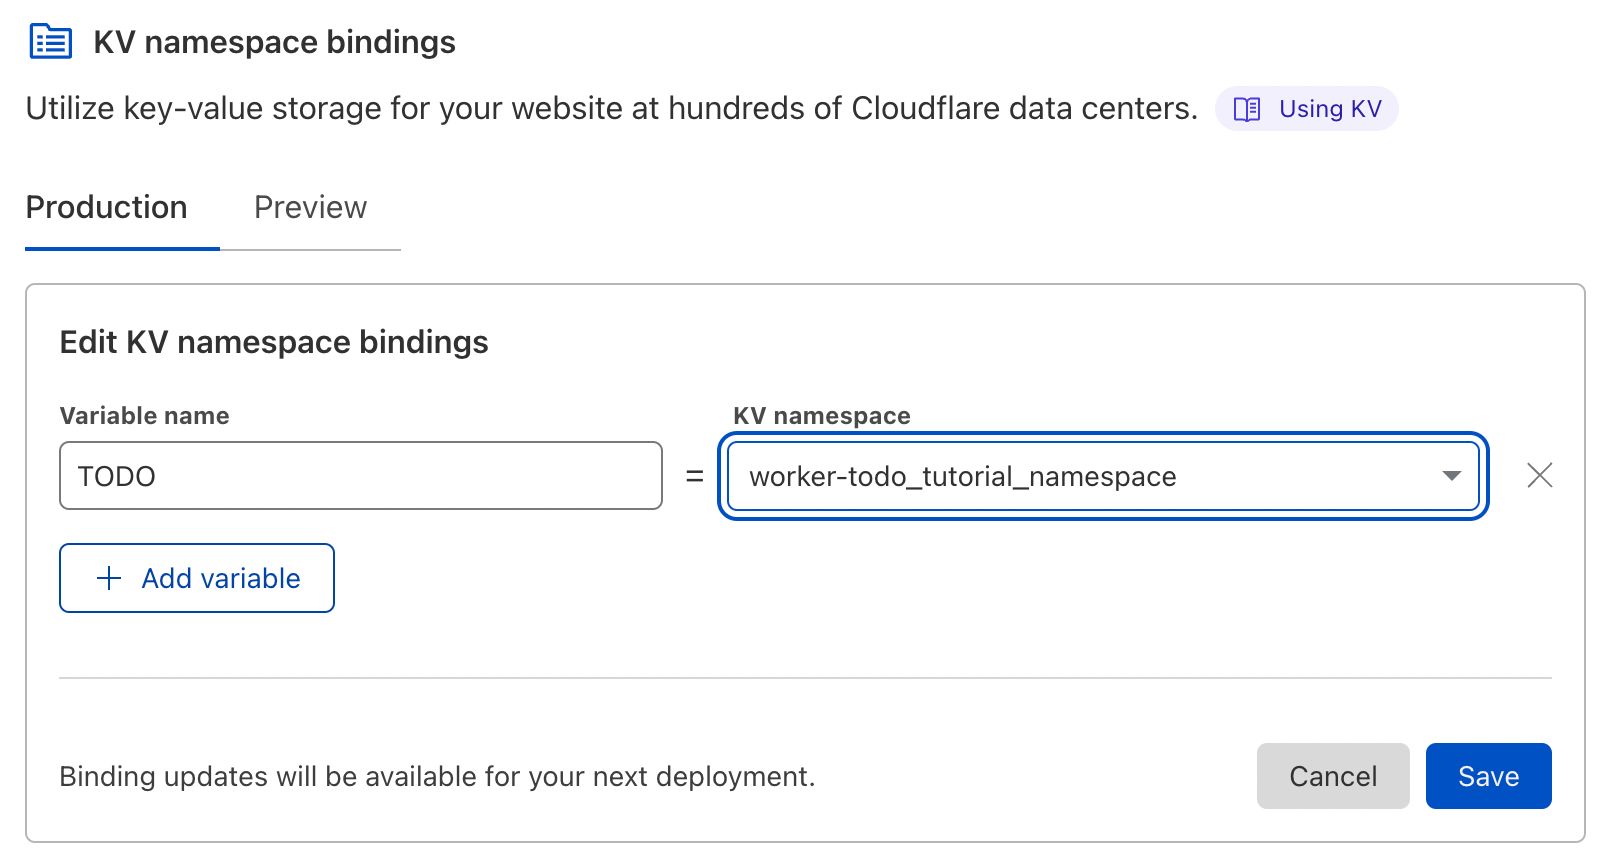 KV namespace bindings
Utilize key-value storage for your website at hundreds of Cloudflare data centers. Using KV
Production Preview
Edit KV namespace bindings
Variable name KV namespace
TODO = worker-todo_tutorial_namespace
Add variable
Binding updates will be available for your next deployment. Cancel Save